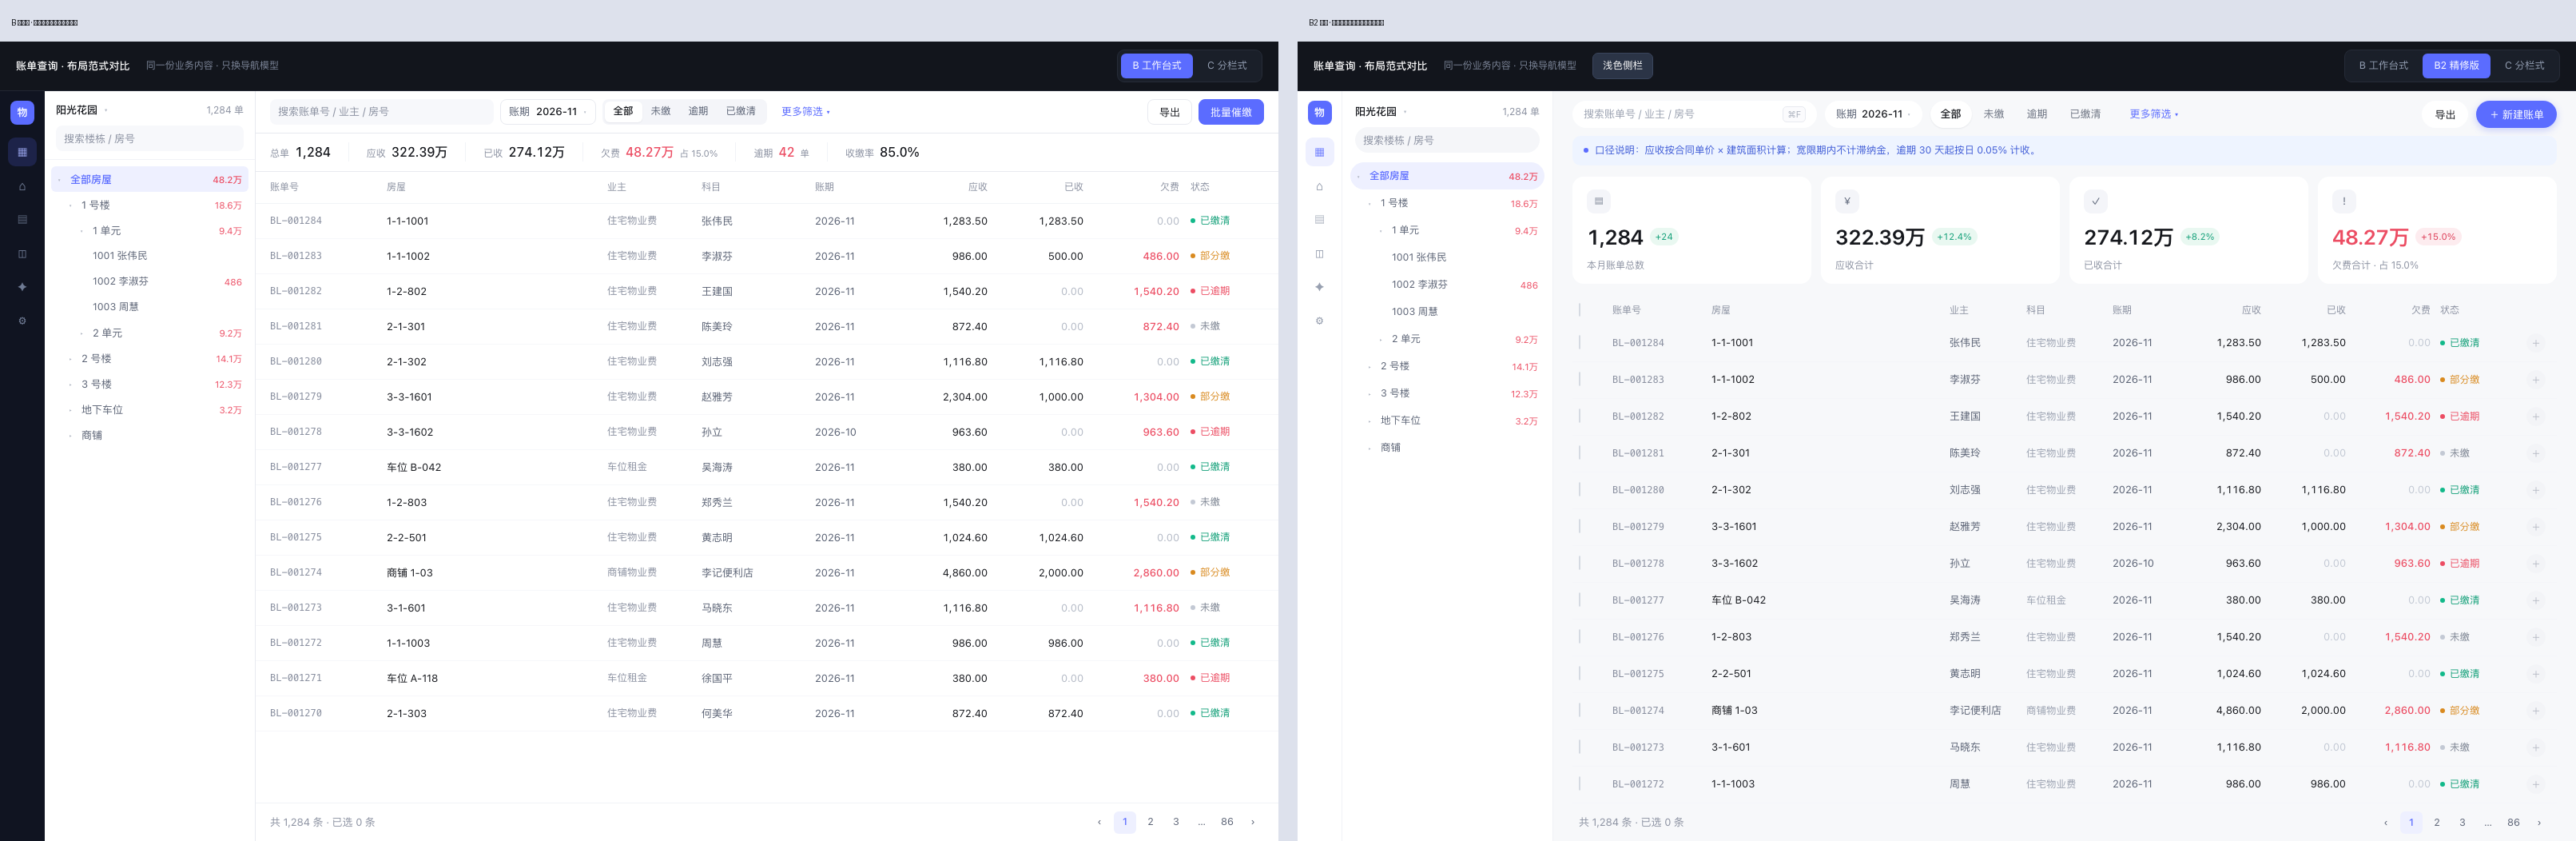 B
账单查询 · 布局范式对比 同一份业务内容 · 只换导航模型 B 工作台式 C 分栏式
物
阳光花园 1,284 单
搜索楼栋 / 房号
全部房屋 48.2万
1 号楼 18.6万
1 单元 9.4万
1001 张伟民
1002 李淑芬 486
1003 周慧
2 单元 9.2万
2 号楼 14.1万
3 号楼 12.3万
地下车位 3.2万
商铺
搜索账单号 / 业主 / 房号 账期 2026-11 全部 未缴 逾期 已缴清 更多筛选 导出 批量催缴
总单 1,284 应收 322.39万 已收 274.12万 欠费 48.27万 占 15.0% 逾期 42 单 收缴率 85.0%
账单号 房屋 业主 科目 账期 应收 已收 欠费 状态
BL-001284 1-1-1001 住宅物业费 张伟民 2026-11 1,283.50 1,283.50 0.00 已缴清
BL-001283 1-1-1002 住宅物业费 李淑芬 2026-11 986.00 500.00 486.00 部分缴
BL-001282 1-2-802 住宅物业费 王建国 2026-11 1,540.20 0.00 1,540.20 已逾期
BL-001281 2-1-301 住宅物业费 陈美玲 2026-11 872.40 0.00 872.40 未缴
BL-001280 2-1-302 住宅物业费 刘志强 2026-11 1,116.80 1,116.80 0.00 已缴清
BL-001279 3-3-1601 住宅物业费 赵雅芳 2026-11 2,304.00 1,000.00 1,304.00 部分缴
BL-001278 3-3-1602 住宅物业费 孙立 2026-10 963.60 0.00 963.60 已逾期
BL-001277 车位 B-042 车位租金 吴海涛 2026-11 380.00 380.00 0.00 已缴清
BL-001276 1-2-803 住宅物业费 郑秀兰 2026-11 1,540.20 0.00 1,540.20 未缴
BL-001275 2-2-501 住宅物业费 黄志明 2026-11 1,024.60 1,024.60 0.00 已缴清
BL-001274 商铺 1-03 商铺物业费 李记便利店 2026-11 4,860.00 2,000.00 2,860.00 部分缴
BL-001273 3-1-601 住宅物业费 马晓东 2026-11 1,116.80 0.00 1,116.80 未缴
BL-001272 1-1-1003 住宅物业费 周慧 2026-11 986.00 986.00 0.00 已缴清
BL-001271 车位 A-118 车位租金 徐国平 2026-11 380.00 0.00 380.00 已逾期
BL-001270 2-1-303 住宅物业费 何美华 2026-11 872.40 872.40 0.00 已缴清
共 1,284 条 · 已选 0 条 ‹ 1 2 3 … 86 ›
B2
账单查询 · 布局范式对比 同一份业务内容 · 只换导航模型 浅色侧栏 B 工作台式 B2 精修版 C 分栏式
物
阳光花园 1,284 单
搜索楼栋 / 房号
全部房屋 48.2万
1 号楼 18.6万
1 单元 9.4万
1001 张伟民
1002 李淑芬 486
1003 周慧
2 单元 9.2万
2 号楼 14.1万
3 号楼 12.3万
地下车位 3.2万
商铺
搜索账单号 / 业主 / 房号 ⌘F 账期 2026-11 全部 未缴 逾期 已缴清 更多筛选 导出 + 新建账单
口径说明：应收按合同单价 × 建筑面积计算；宽限期内不计滞纳金，逾期 30 天起按日 0.05% 计收。
¥ ✓ !
1,284 +24 322.39万 +12.4% 274.12万 +8.2% 48.27万 +15.0%
本月账单总数 应收合计 已收合计 欠费合计 · 占 15.0%
账单号 房屋 业主 科目 账期 应收 已收 欠费 状态
BL-001284 1-1-1001 张伟民 住宅物业费 2026-11 1,283.50 1,283.50 0.00 已缴清 +
BL-001283 1-1-1002 李淑芬 住宅物业费 2026-11 986.00 500.00 486.00 部分缴 +
BL-001282 1-2-802 王建国 住宅物业费 2026-11 1,540.20 0.00 1,540.20 已逾期 +
BL-001281 2-1-301 陈美玲 住宅物业费 2026-11 872.40 0.00 872.40 未缴 +
BL-001280 2-1-302 刘志强 住宅物业费 2026-11 1,116.80 1,116.80 0.00 已缴清 +
BL-001279 3-3-1601 赵雅芳 住宅物业费 2026-11 2,304.00 1,000.00 1,304.00 部分缴 +
BL-001278 3-3-1602 孙立 住宅物业费 2026-10 963.60 0.00 963.60 已逾期 +
BL-001277 车位 B-042 吴海涛 车位租金 2026-11 380.00 380.00 0.00 已缴清 +
BL-001276 1-2-803 郑秀兰 住宅物业费 2026-11 1,540.20 0.00 1,540.20 未缴 +
BL-001275 2-2-501 黄志明 住宅物业费 2026-11 1,024.60 1,024.60 0.00 已缴清 +
BL-001274 商铺 1-03 李记便利店 商铺物业费 2026-11 4,860.00 2,000.00 2,860.00 部分缴 +
BL-001273 3-1-601 马晓东 住宅物业费 2026-11 1,116.80 0.00 1,116.80 未缴 +
BL-001272 1-1-1003 周慧 住宅物业费 2026-11 986.00 986.00 0.00 已缴清 +
共 1,284 条 · 已选 0 条 ‹ 1 2 3 … 86 ›